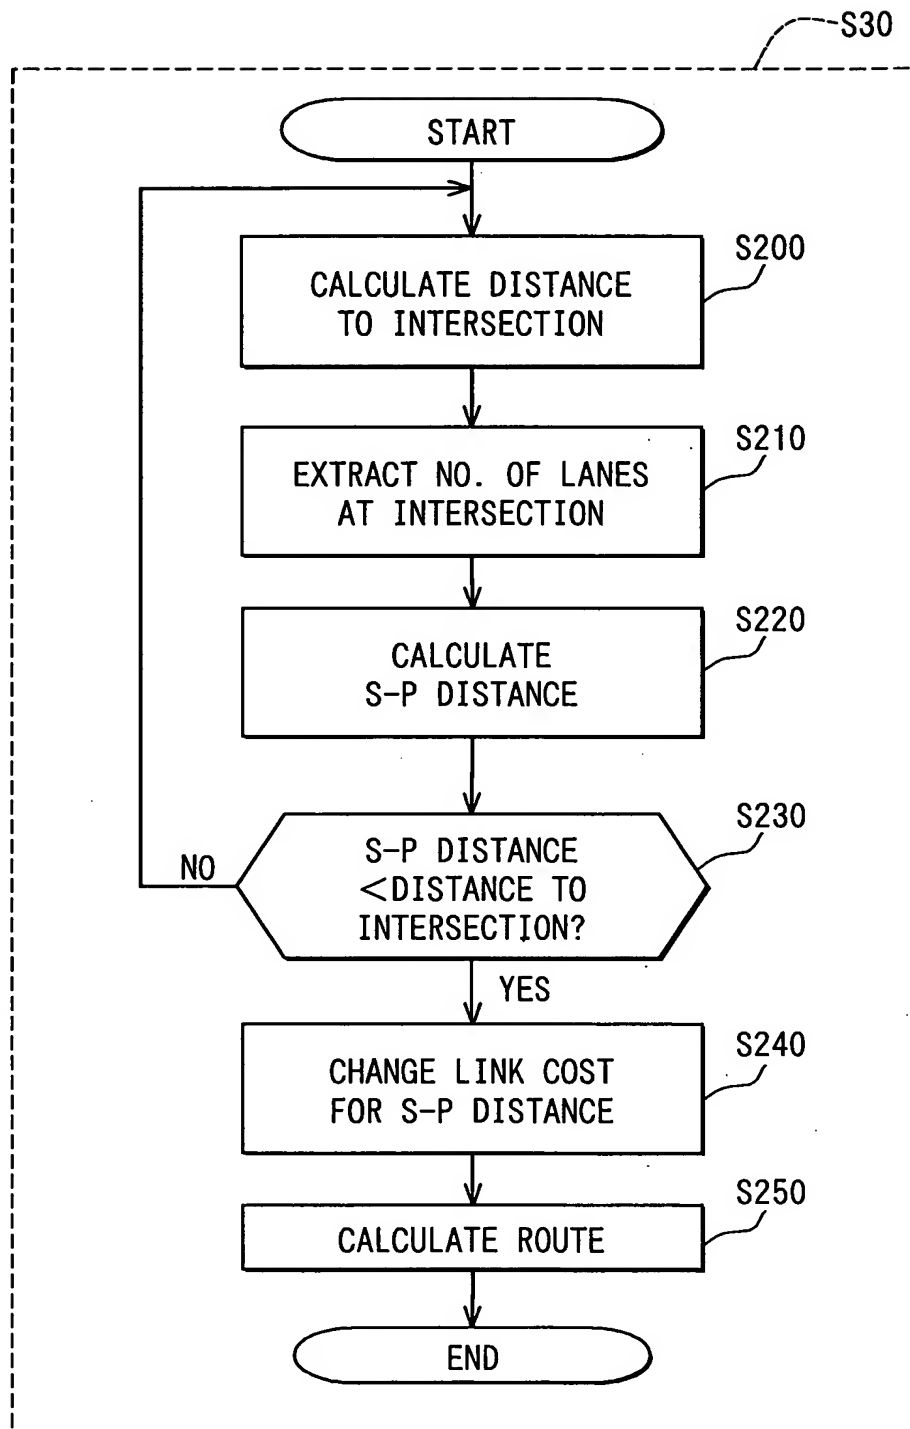 S30
START
S200
CALCULATE DISTANCE
TO INTERSECTION
S210
EXTRACT NO. OF LANES
AT INTERSECTION
S220
CALCULATE
S-P DISTANCE
S230
S-P DISTANCE
<DISTANCE TO
INTERSECTION?
NO
YES
S240
CHANGE LINK COST
FOR S-P DISTANCE
S250
CALCULATE ROUTE
END